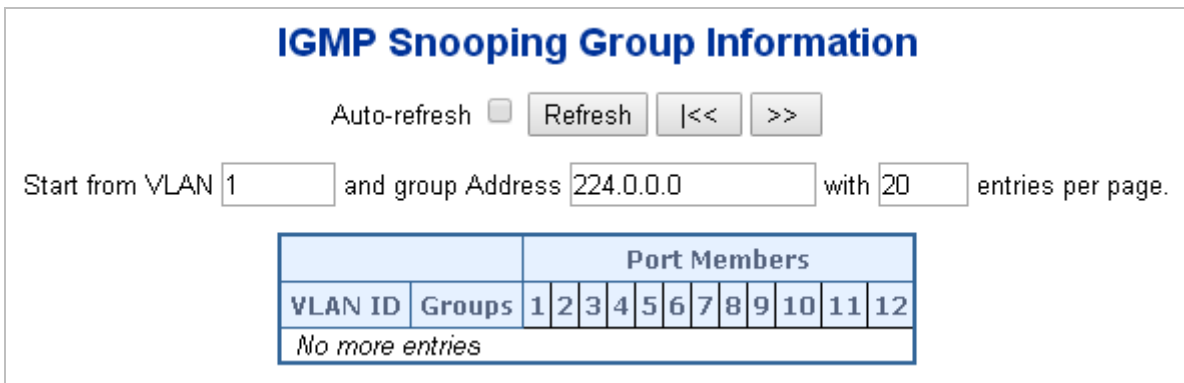 IGMP Snooping Group Information
Auto-refresh Refresh |<< >>
Start from VLAN 1 and group Address 224.0.0.0 with 20 entries per page.
Port Members
VLAN ID Groups 1 2 3 4 5 6 7 8 9 10 11 12
No more entries